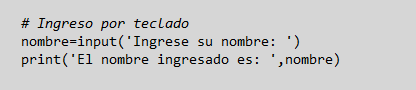 # Ingreso por teclado
nombre=input('Ingrese su nombre: ')
print('El nombre ingresado es: ',nombre)